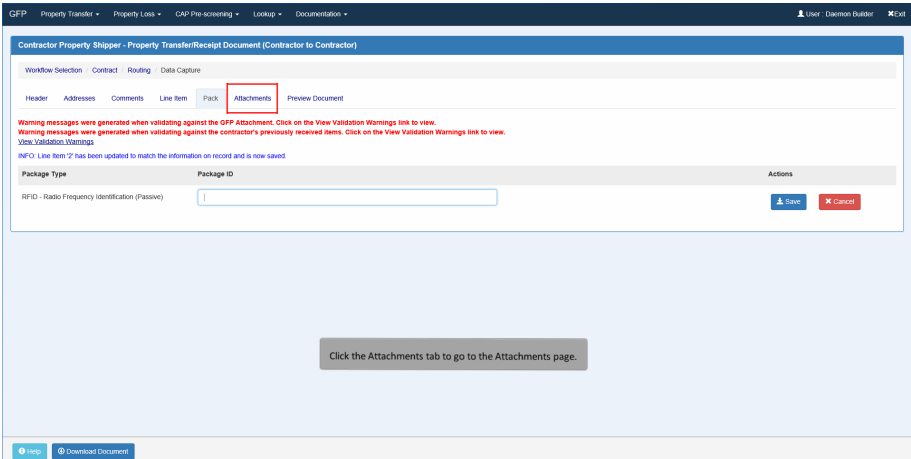 GFP Property Transfer Property Loss CAP Pre-screening Lookup Documentation User : Daemon Builder Exit
Contractor Property Shipper - Property Transfer/Receipt Document (Contractor to Contractor)
Workflow Selection / Contract / Routing / Data Capture
Header Addresses Comments Line Item Pack Attachments Preview Document
Warning messages were generated when validating against the GFP Attachment. Click on the View Validation Warnings link to view.
Warning messages were generated when validating against the contractor's previously received items. Click on the View Validation Warnings link to view.
View Validation Warnings
INFO: Line Item '2' has been updated to match the information on record and is now saved.
Package Type Package ID Actions
RFID - Radio Frequency Identification (Passive) Save Cancel
Click the Attachments tab to go to the Attachments page.
Help Download Document